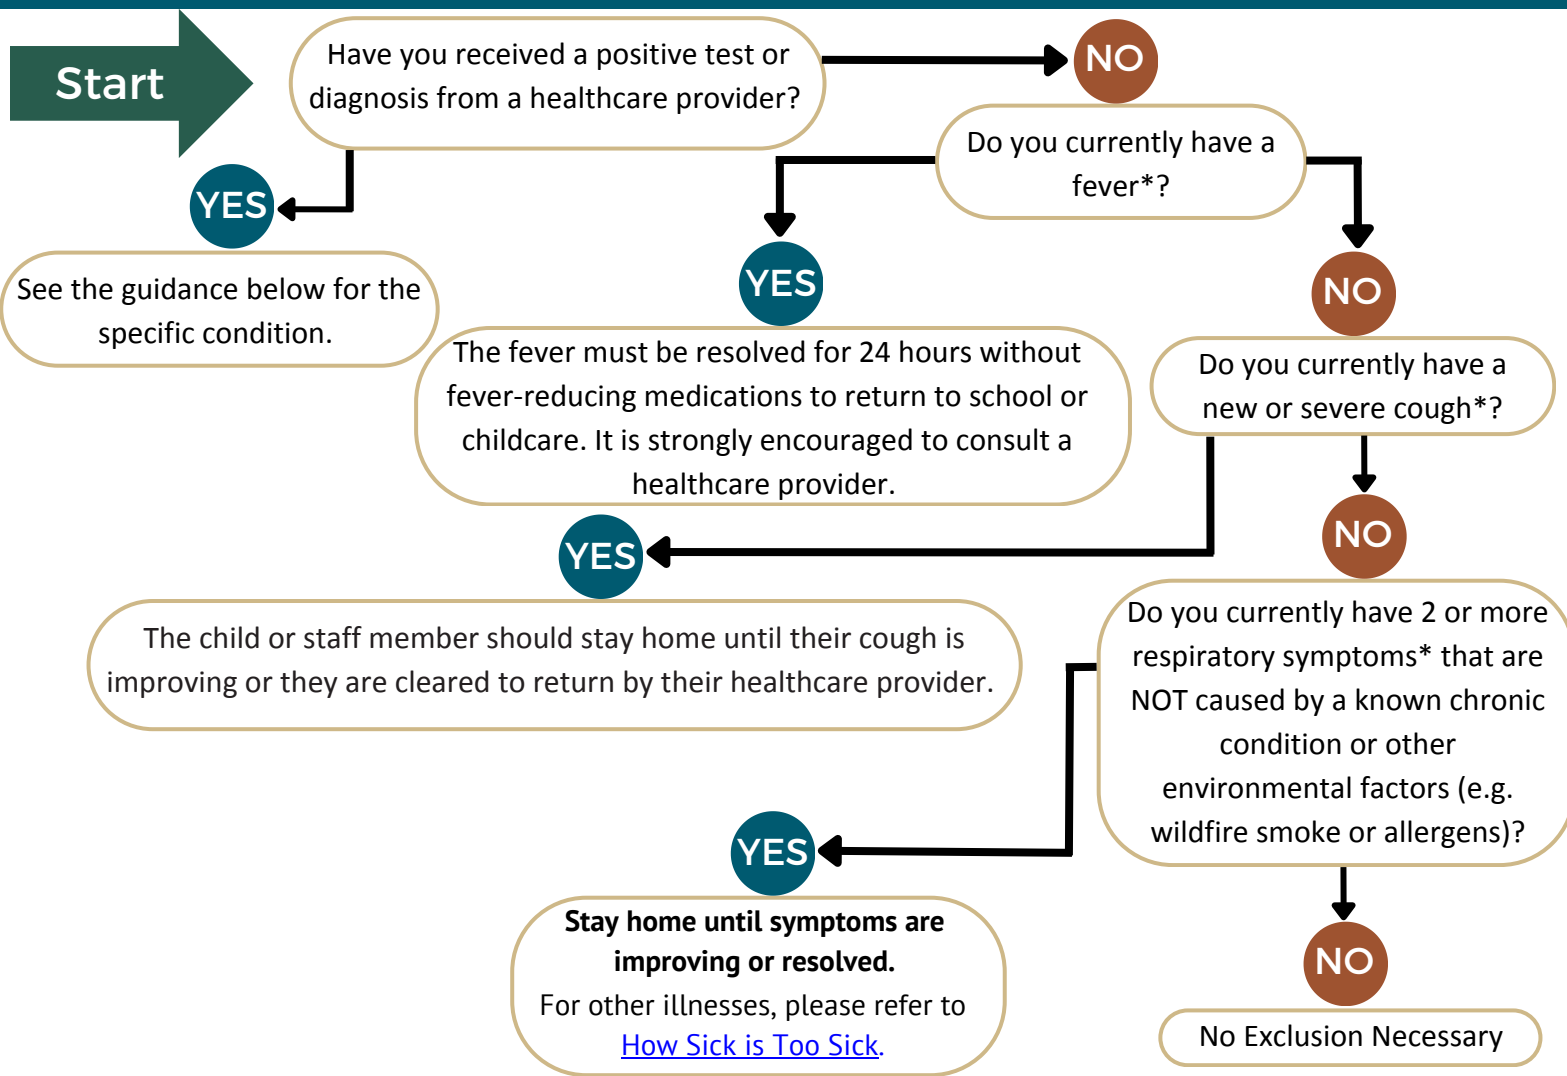 Start
Have you received a positive test or
diagnosis from a healthcare provider?
NO
Do you currently have a
fever*?
YES
See the guidance below for the
specific condition.
YES
The fever must be resolved for 24 hours without
fever-reducing medications to return to school or
childcare. It is strongly encouraged to consult a
healthcare provider.
NO
Do you currently have a
new or severe cough*?
YES
The child or staff member should stay home until their cough is
improving or they are cleared to return by their healthcare provider.
NO
Do you currently have 2 or more
respiratory symptoms* that are
NOT caused by a known chronic
condition or other
environmental factors (e.g.
wildfire smoke or allergens)?
YES
Stay home until symptoms are
improving or resolved.
For other illnesses, please refer to
How Sick is Too Sick.
NO
No Exclusion Necessary